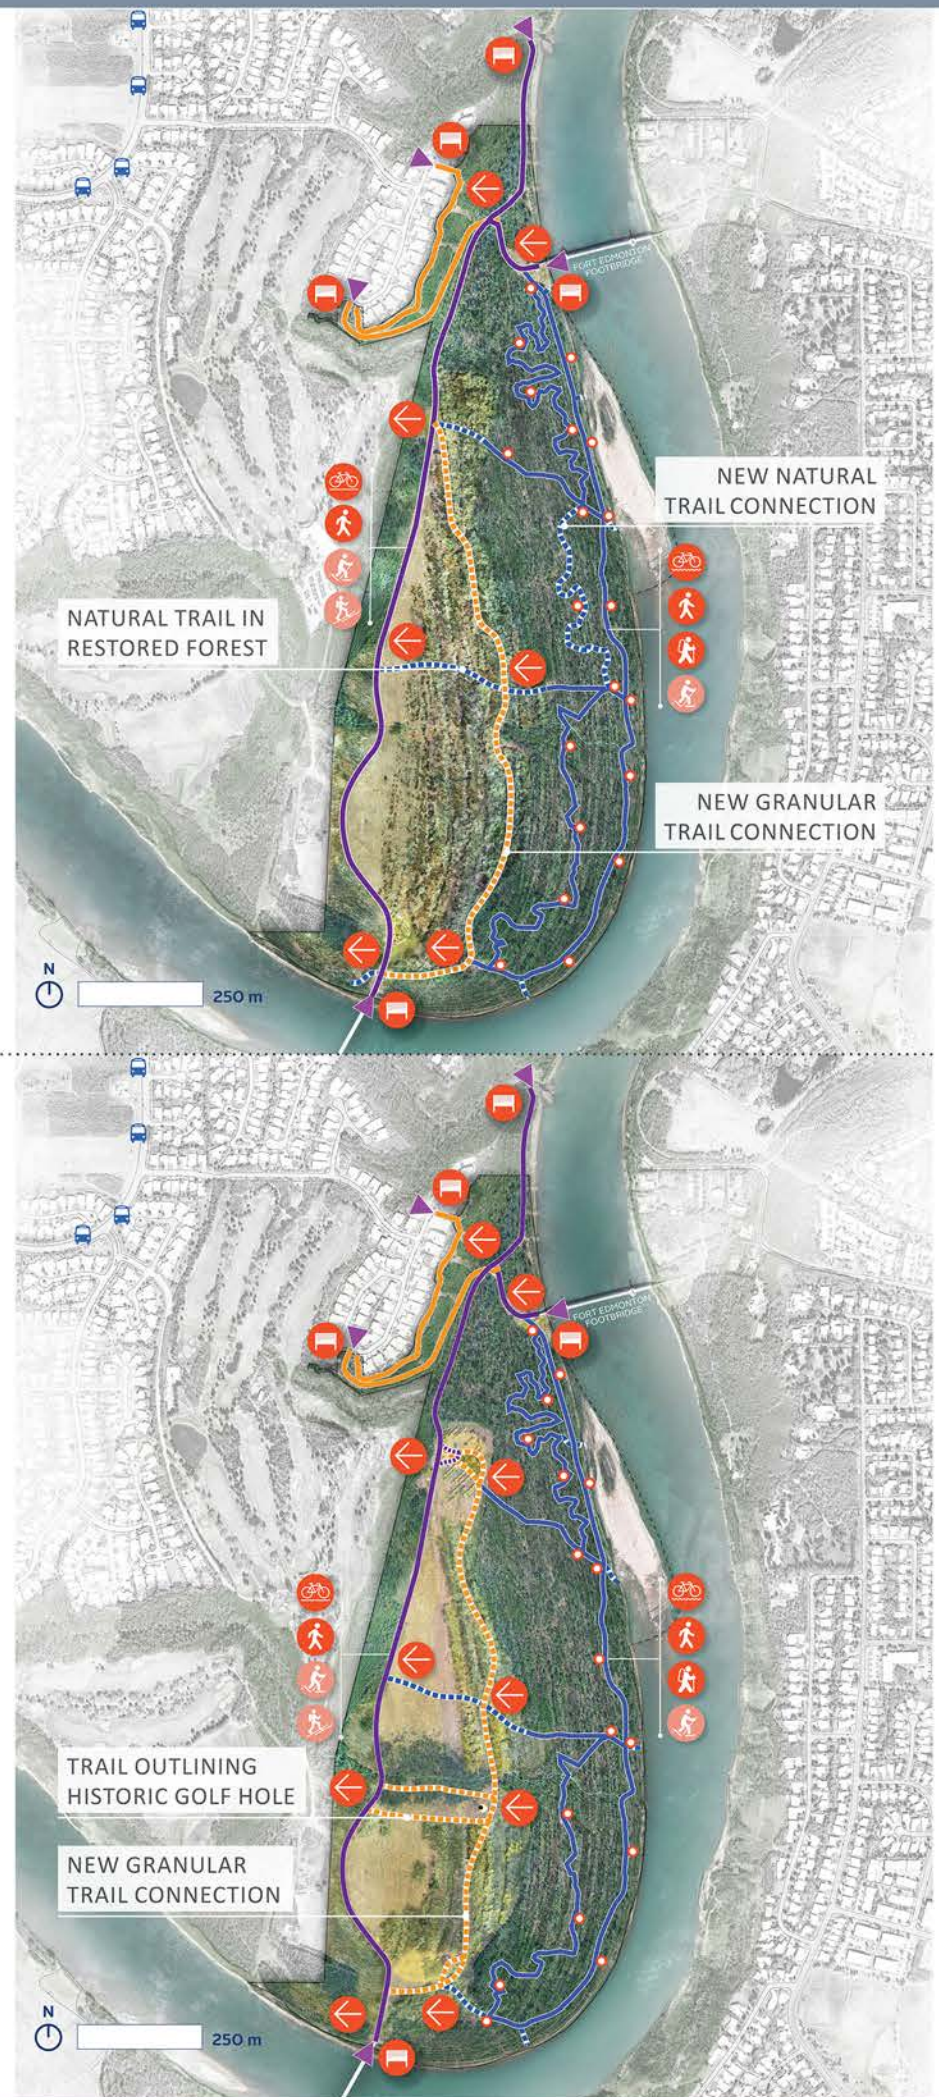 FORT EDMONTON
FOOTBRIDGE
NEW NATURAL
TRAIL CONNECTION
NATURAL TRAIL IN
RESTORED FOREST
NEW GRANULAR
TRAIL CONNECTION
N
250 m
FORT EDMONTON
FOOTBRIDGE
TRAIL OUTLINING
HISTORIC GOLF HOLE
NEW GRANULAR
TRAIL CONNECTION
N
250 m